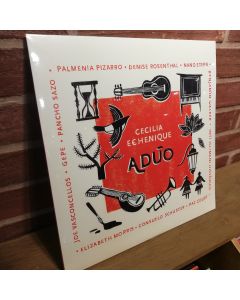 • PALMENIA PIZARRO • DENISE ROSENTHAL • NANO STERN •
JOE VASCONCELLOS • GEPE • PANCHO SAZO
CECILIA
ECHENIQUE
A DÚO
• ELIZABETH MORRIS • CONSUELO SCHUSTER • PAZ COURT